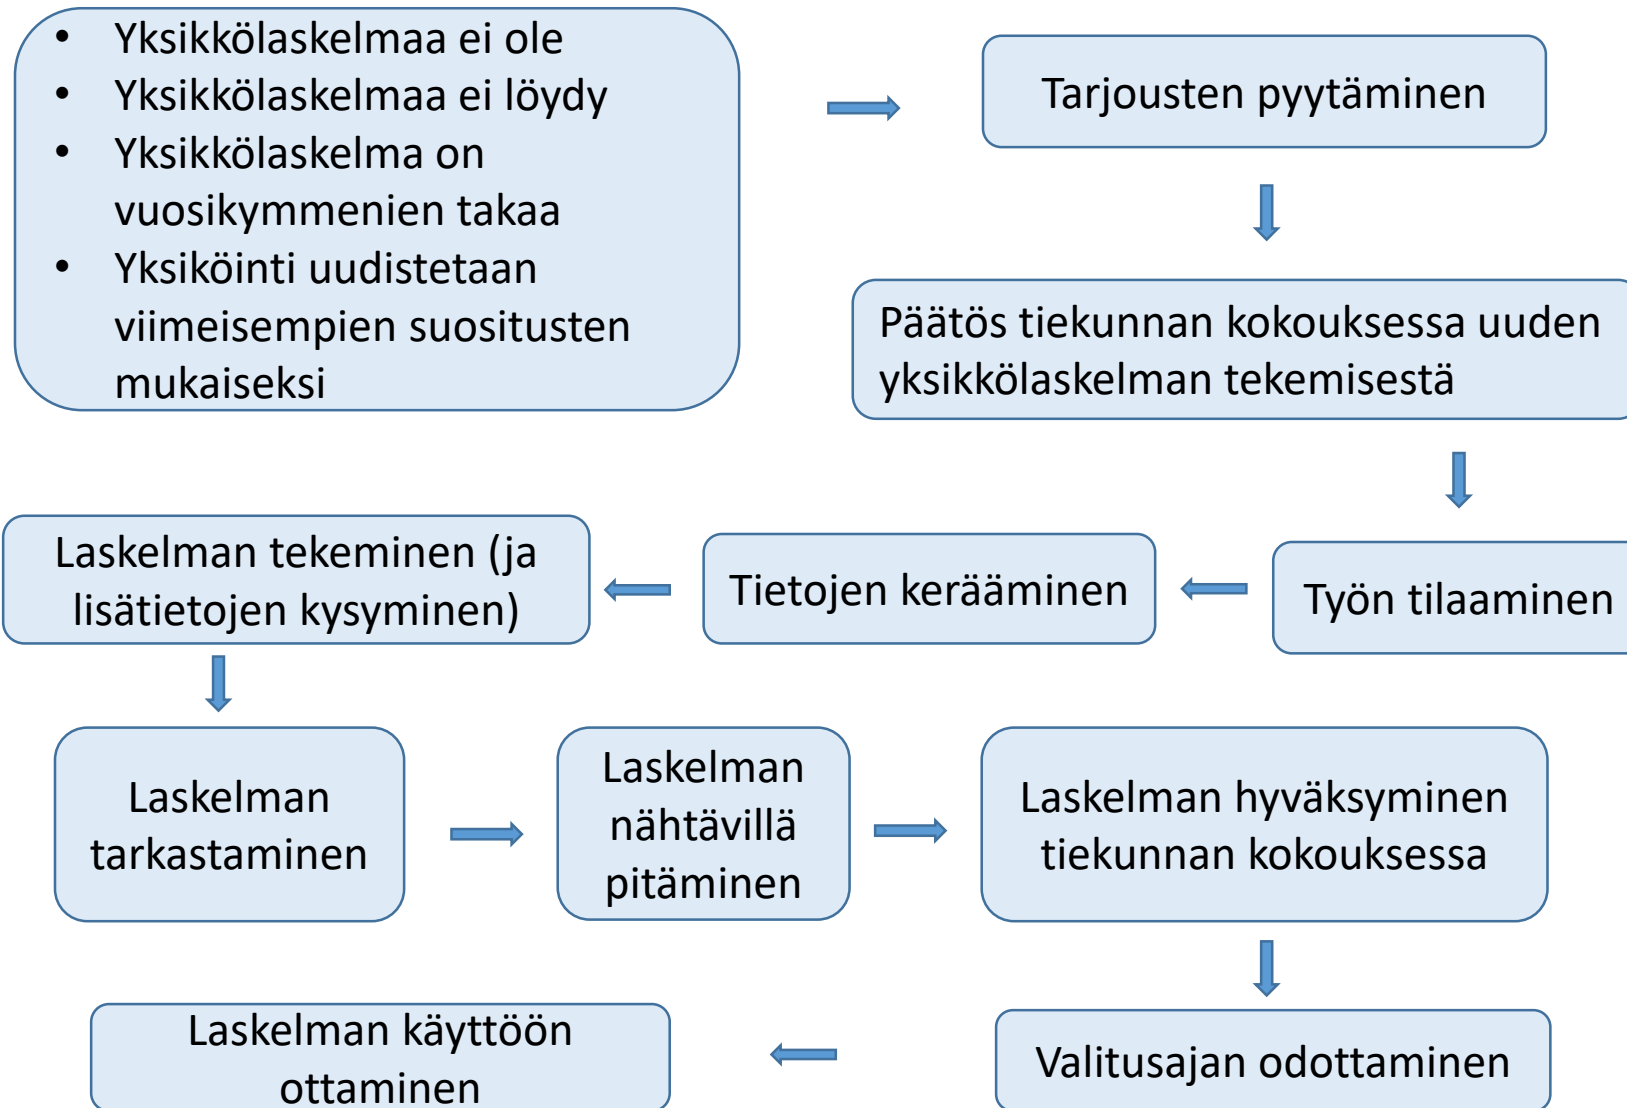 • Yksikkölaskelmaa ei ole
• Yksikkölaskelmaa ei löydy
• Yksikkölaskelma on
vuosikymmenien takaa
• Yksiköinti uudistetaan
viimeisempien suositusten
mukaiseksi
Tarjousten pyytäminen
Päätös tiekunnan kokouksessa uuden
yksikkölaskelman tekemisestä
Työn tilaaminen
Tietojen kerääminen
Laskelman tekeminen (ja
lisätietojen kysyminen)
Laskelman
tarkastaminen
Laskelman
nähtävillä
pitäminen
Laskelman hyväksyminen
tiekunnan kokouksessa
Valitusajan odottaminen
Laskelman käyttöön
ottaminen